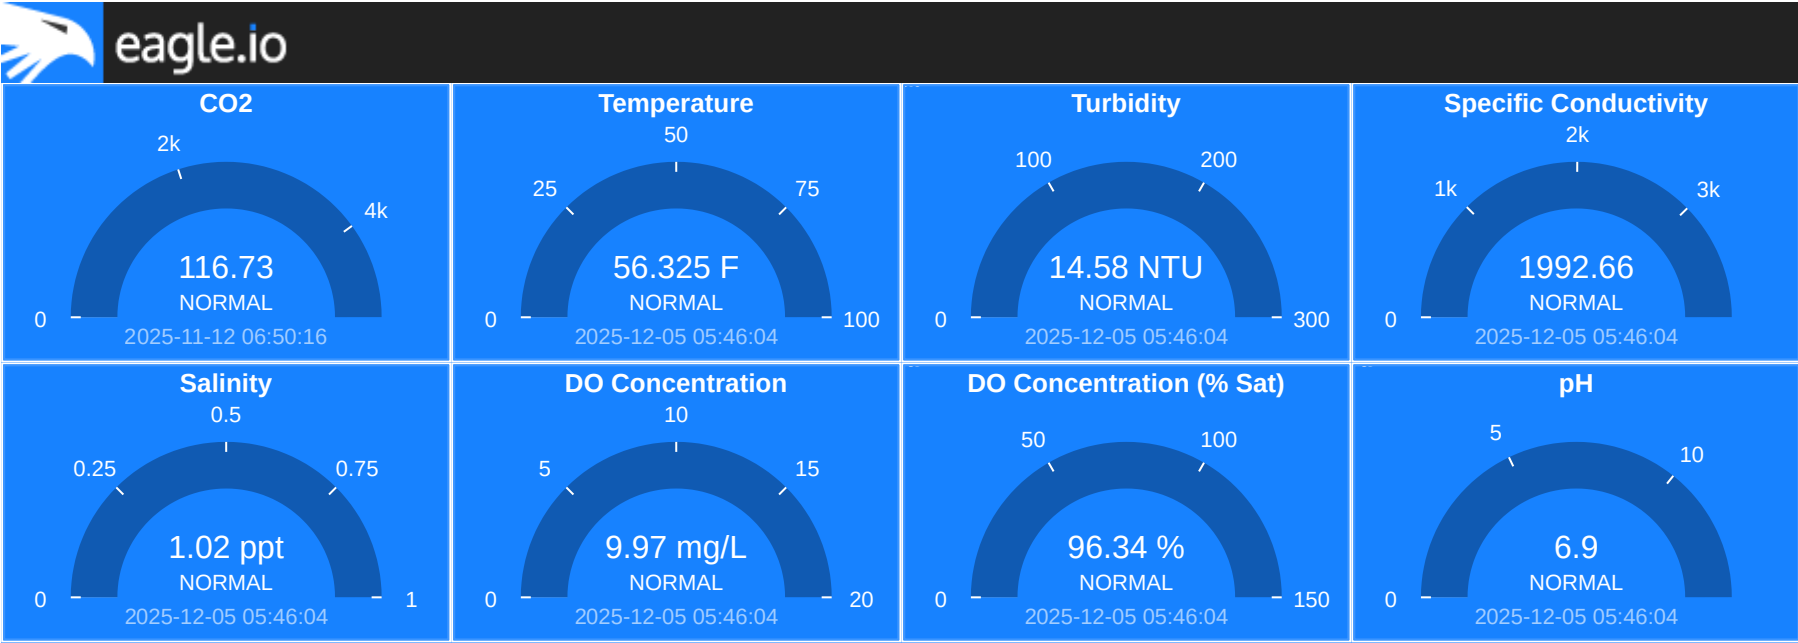 eagle.io
CO2
2k
4k
116.73
NORMAL
0
2025-11-12 06:50:16
Temperature
50
25
75
56.325 F
NORMAL
0
100
2025-12-05 05:46:04
Turbidity
100
200
14.58 NTU
NORMAL
0
300
2025-12-05 05:46:04
Specific Conductivity
2k
1k
3k
1992.66
NORMAL
0
2025-12-05 05:46:04
Salinity
0.5
0.25
0.75
1.02 ppt
NORMAL
0
1
2025-12-05 05:46:04
DO Concentration
10
5
15
9.97 mg/L
NORMAL
0
20
2025-12-05 05:46:04
DO Concentration (% Sat)
50
100
96.34 %
NORMAL
0
150
2025-12-05 05:46:04
pH
5
10
6.9
NORMAL
0
2025-12-05 05:46:04